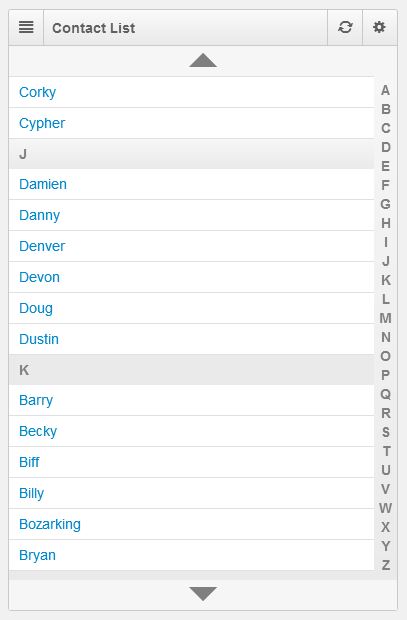 Contact List
Corky
Cypher
J
Damien
Danny
Denver
Devon
Doug
Dustin
K
Barry
Becky
Biff
Billy
Bozarking
Bryan
A
B
C
D
E
F
G
H
I
J
K
L
M
N
O
P
Q
R
S
T
U
V
W
X
Y
Z